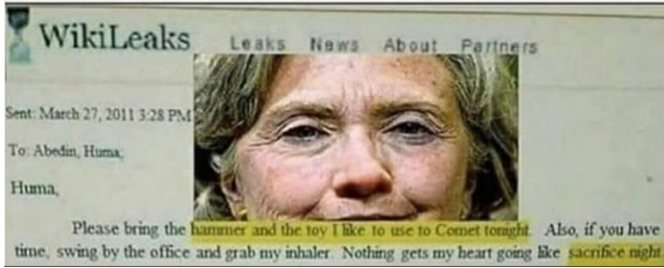 WikiLeaks
Leaks News About Partners
Sent: March 27, 2011 3:28 PM
To: Abedin, Huma;
Huma,
Please bring the hammer and the toy I like to use to Comet tonight. Also, if you have
time, swing by the office and grab my inhaler. Nothing gets my heart going like sacrifice night